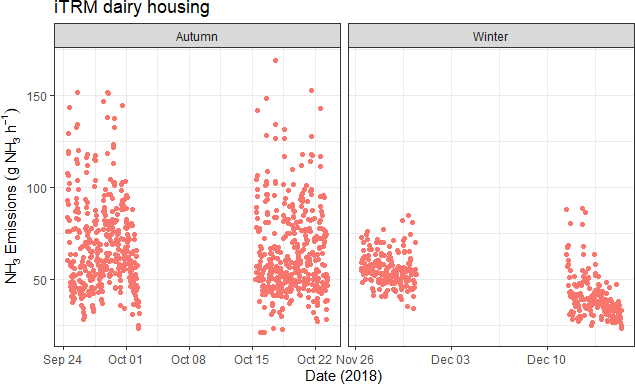 iTRM dairy housing
Autumn Winter
NH₃ Emissions (g NH₃ h⁻¹)
150
100
50
Sep 24 Oct 01 Oct 08 Oct 15 Oct 22 Nov 26 Dec 03 Dec 10
Date (2018)